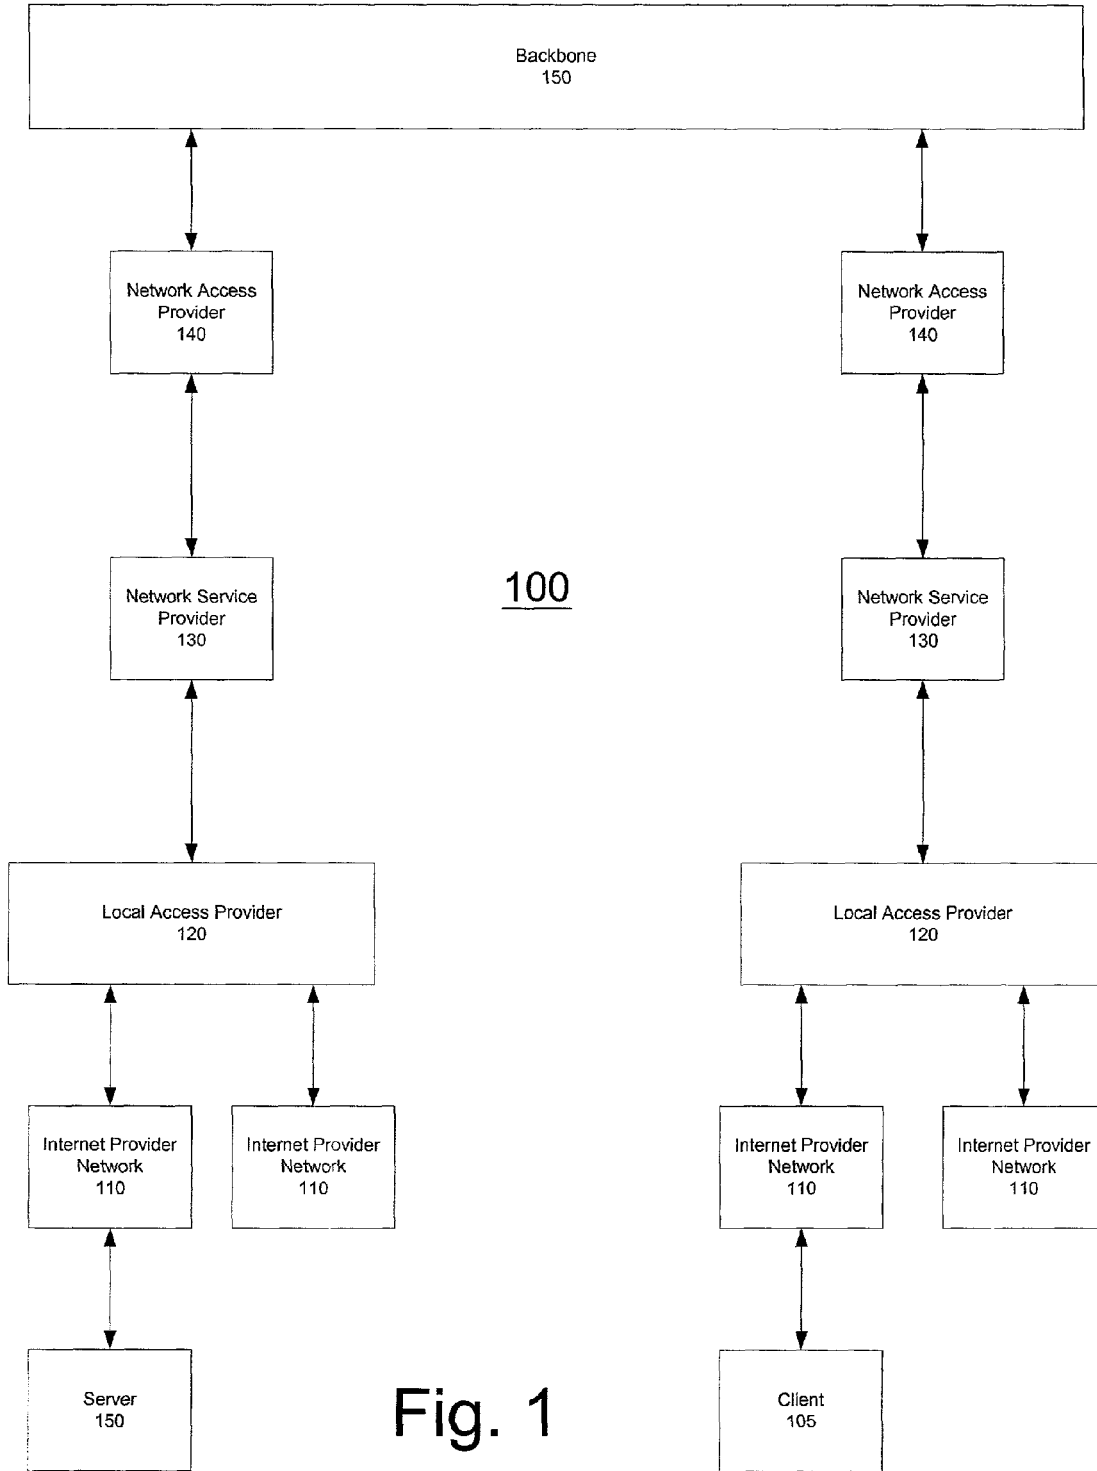 Backbone
150
Network Access
Provider
140
Network Access
Provider
140
Network Service
Provider
130
100
Network Service
Provider
130
Local Access Provider
120
Local Access Provider
120
Internet Provider
Network
110
Internet Provider
Network
110
Internet Provider
Network
110
Internet Provider
Network
110
Server
150
Fig. 1
Client
105